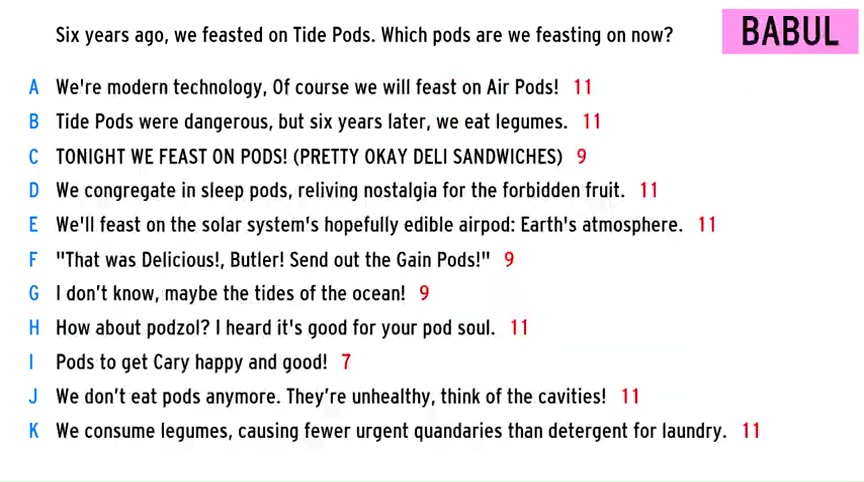 Six years ago, we feasted on Tide Pods. Which pods are we feasting on now?
BABUL
A We're modern technology, Of course we will feast on Air Pods! 11
B Tide Pods were dangerous, but six years later, we eat legumes. 11
C TONIGHT WE FEAST ON PODS! (PRETTY OKAY DELI SANDWICHES) 9
D We congregate in sleep pods, reliving nostalgia for the forbidden fruit. 11
E We'll feast on the solar system's hopefully edible airpod: Earth's atmosphere. 11
F "That was Delicious!, Butler! Send out the Gain Pods!" 9
G I don't know, maybe the tides of the ocean! 9
H How about podzol? I heard it's good for your pod soul. 11
I Pods to get Cary happy and good! 7
J We don't eat pods anymore. They're unhealthy, think of the cavities! 11
K We consume legumes, causing fewer urgent quandaries than detergent for laundry. 11